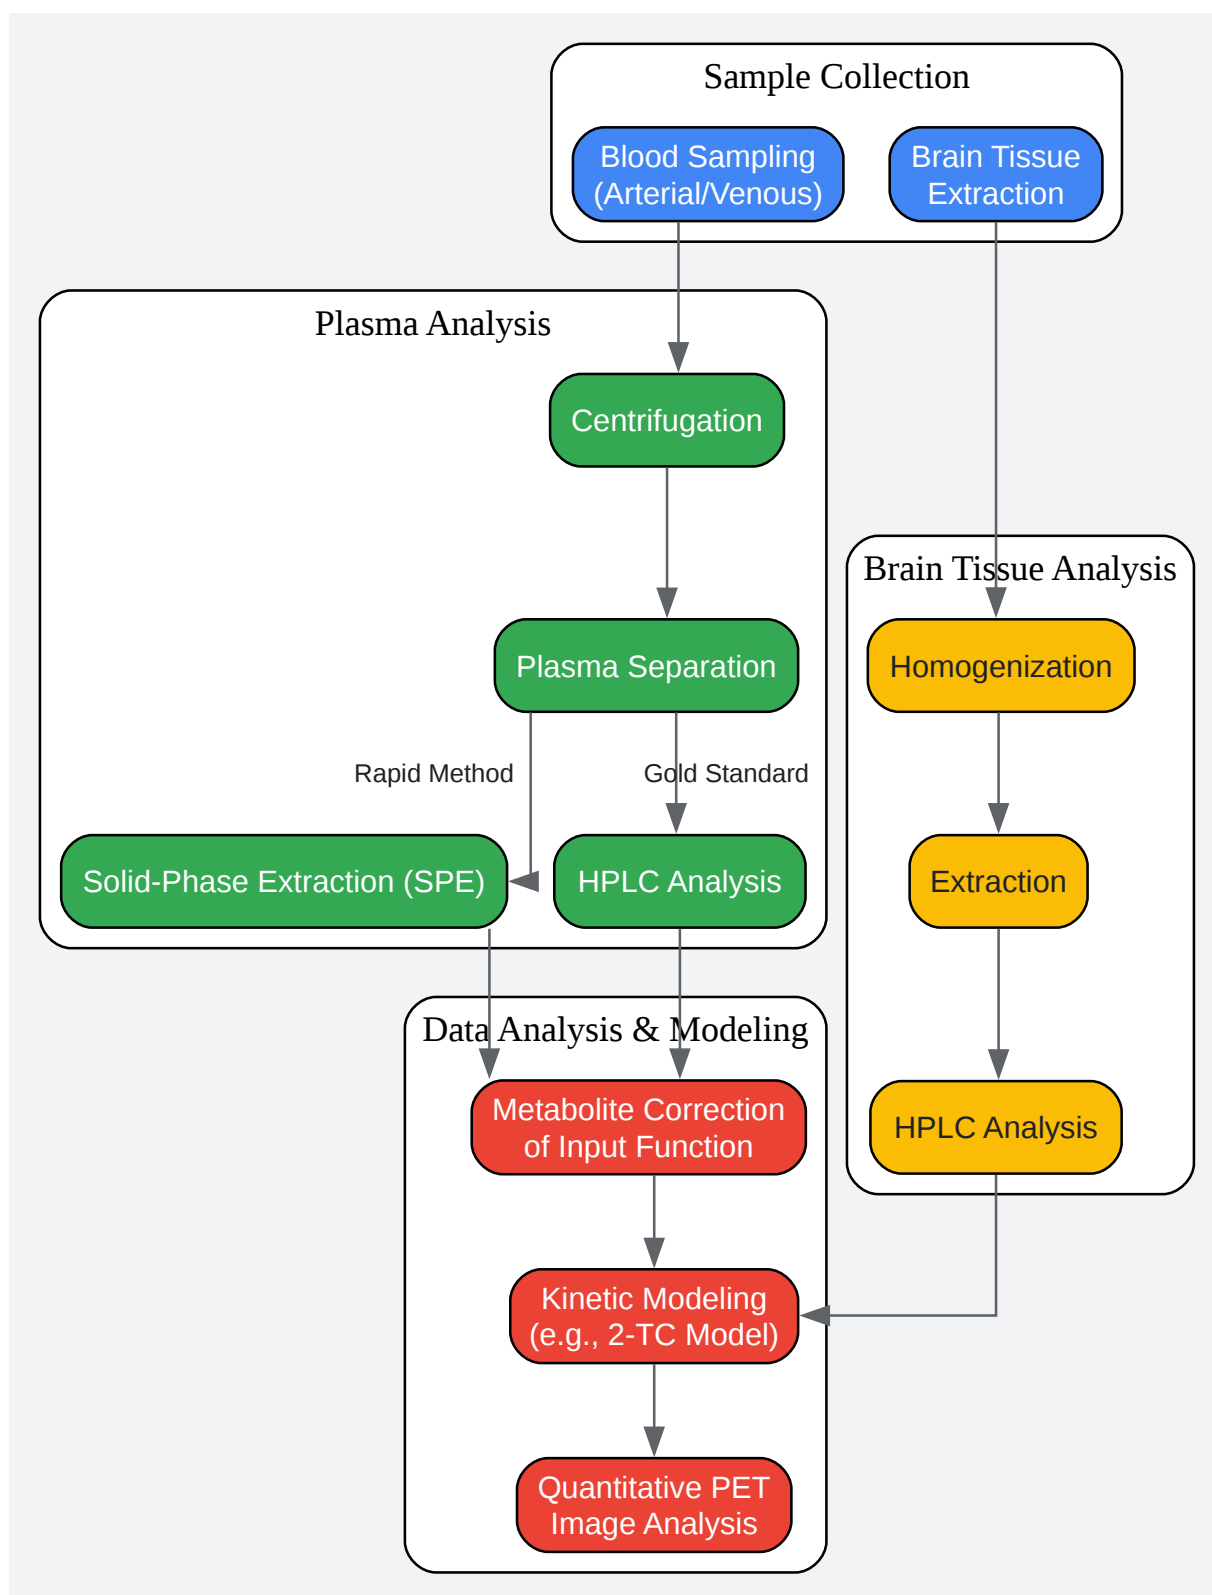 Sample Collection
Blood Sampling
(Arterial/Venous)
Brain Tissue
Extraction
Plasma Analysis
Centrifugation
Plasma Separation
Rapid Method
Gold Standard
Solid-Phase Extraction (SPE)
HPLC Analysis
Brain Tissue Analysis
Homogenization
Extraction
HPLC Analysis
Data Analysis & Modeling
Metabolite Correction
of Input Function
Kinetic Modeling
(e.g., 2-TC Model)
Quantitative PET
Image Analysis